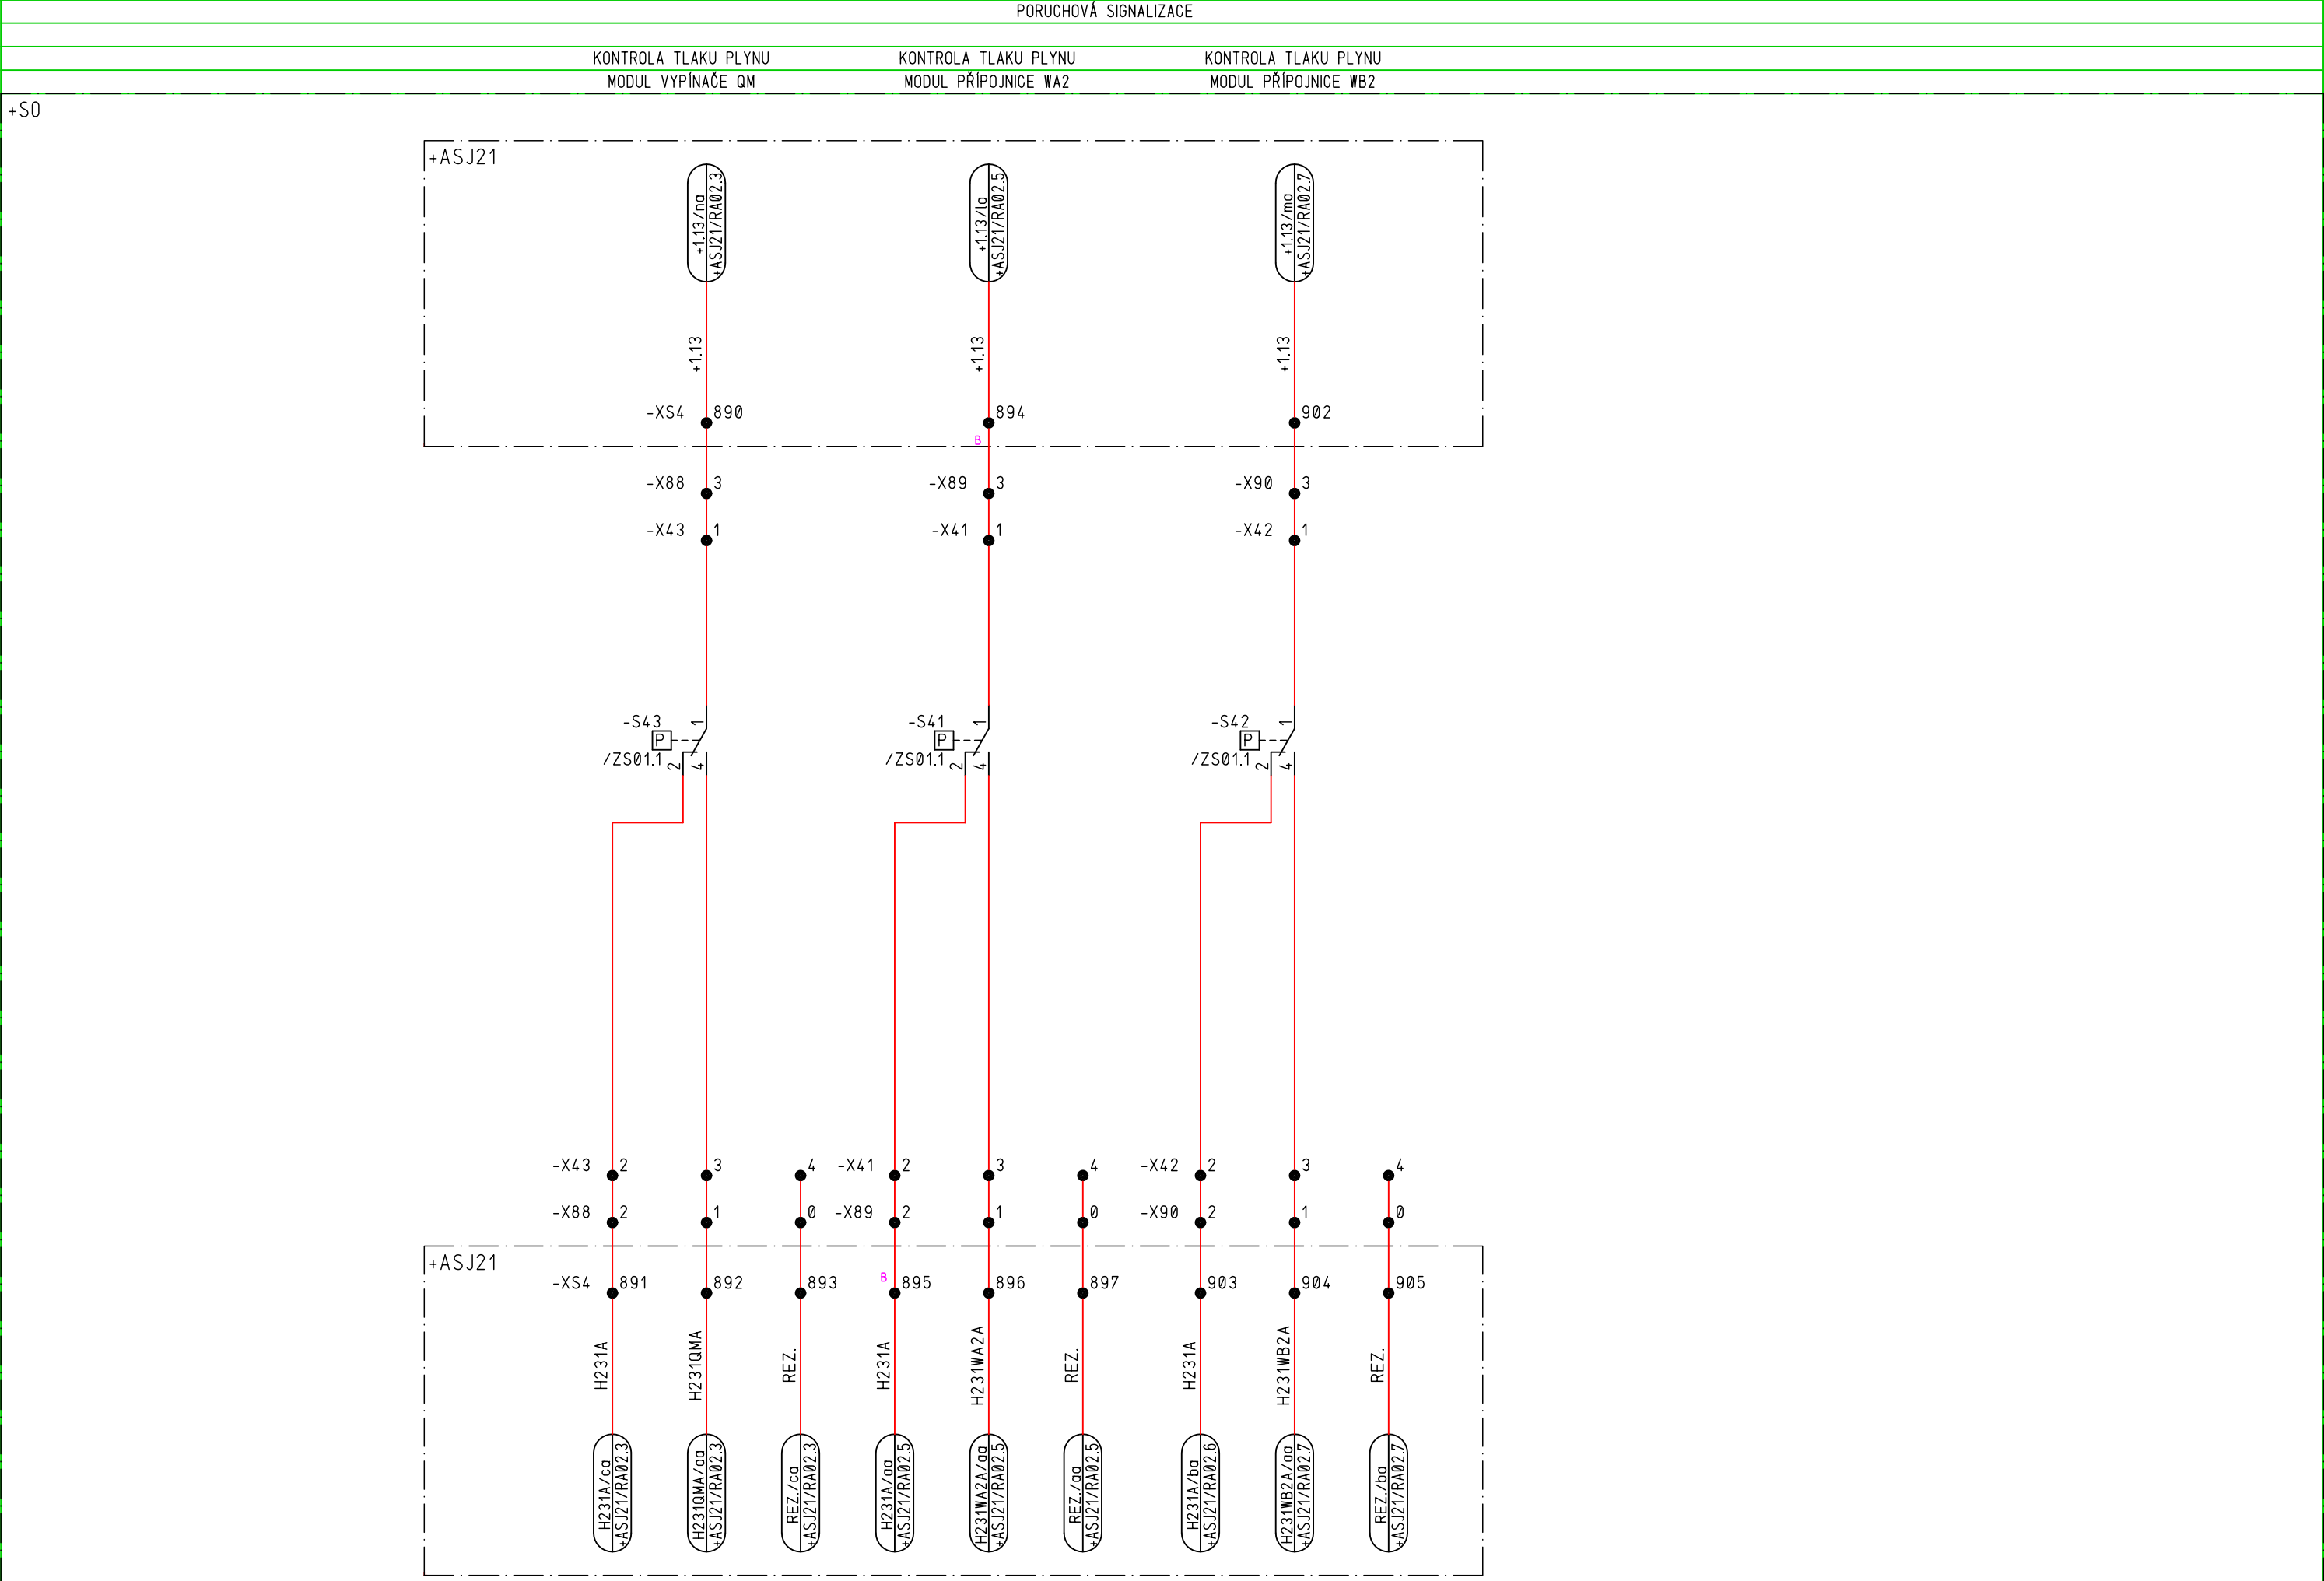 PORUCHOVÁ SIGNALIZACE
KONTROLA TLAKU PLYNU KONTROLA TLAKU PLYNU KONTROLA TLAKU PLYNU
MODUL VYPÍNAČE QM MODUL PŘÍPOJNICE WA2 MODUL PŘÍPOJNICE WB2
+S0
+ASJ21
+1.13/na
+ASJ21/RA02.3
+1.13/la
+ASJ21/RA02.5
+1.13/ma
+ASJ21/RA02.7
+1.13 +1.13 +1.13
-XS4 890 894 902
B
-X88 3 -X89 3 -X90 3
-X43 1 -X41 1 -X42 1
-S43 1 -S41 1 -S42 1
P P P
/ZS01.1 2 4 /ZS01.1 2 4 /ZS01.1 2 4
-X43 2 3 4 -X41 2 3 4 -X42 2 3 4
-X88 2 1 0 -X89 2 1 0 -X90 2 1 0
+ASJ21
-XS4 891 892 893 B 895 896 897 903 904 905
H231A H231QMA REZ. H231A H231WA2A REZ. H231A H231WB2A REZ.
H231A/ca
+ASJ21/RA02.3
H231QMA/aa
+ASJ21/RA02.3
REZ./ca
+ASJ21/RA02.3
H231A/aa
+ASJ21/RA02.5
H231WA2A/aa
+ASJ21/RA02.5
REZ./aa
+ASJ21/RA02.5
H231A/ba
+ASJ21/RA02.6
H231WB2A/aa
+ASJ21/RA02.7
REZ./ba
+ASJ21/RA02.7